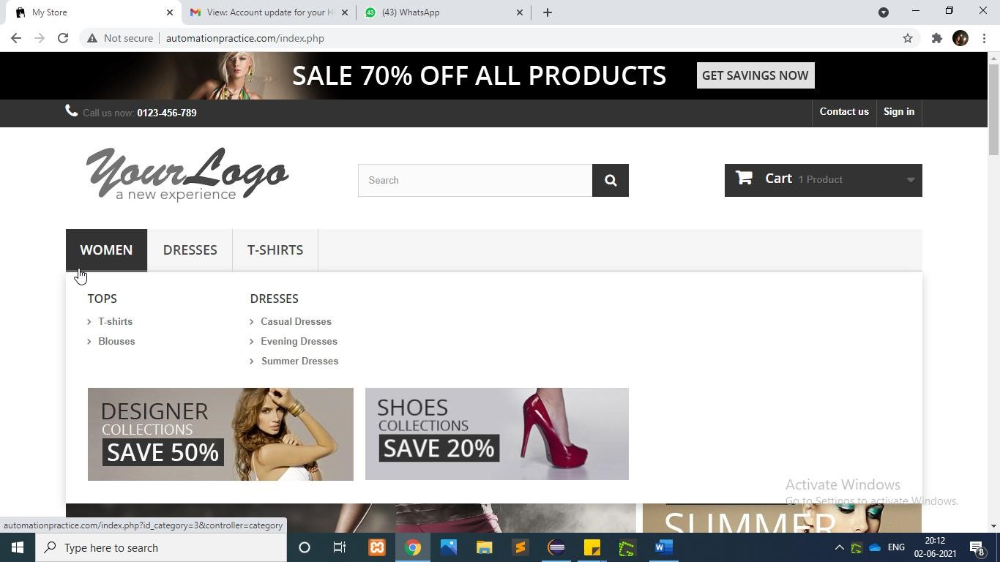 My Store
View: Account update for your H
(43) WhatsApp
Not secure
automationpractice.com/index.php
SALE 70% OFF ALL PRODUCTS
GET SAVINGS NOW
Call us now: 0123-456-789
Contact us
Sign in
YourLogo
a new experience
Search
Cart 1 Product
WOMEN
DRESSES
T-SHIRTS
TOPS
T-shirts
Blouses
DRESSES
Casual Dresses
Evening Dresses
Summer Dresses
DESIGNER
COLLECTIONS
SAVE 50%
SHOES
COLLECTIONS
SAVE 20%
Activate Windows
Go to Settings to activate Windows.
SUMMER
automationpractice.com/index.php?id_category=3&controller=category
Type here to search
ENG
20:12
02-06-2021
8